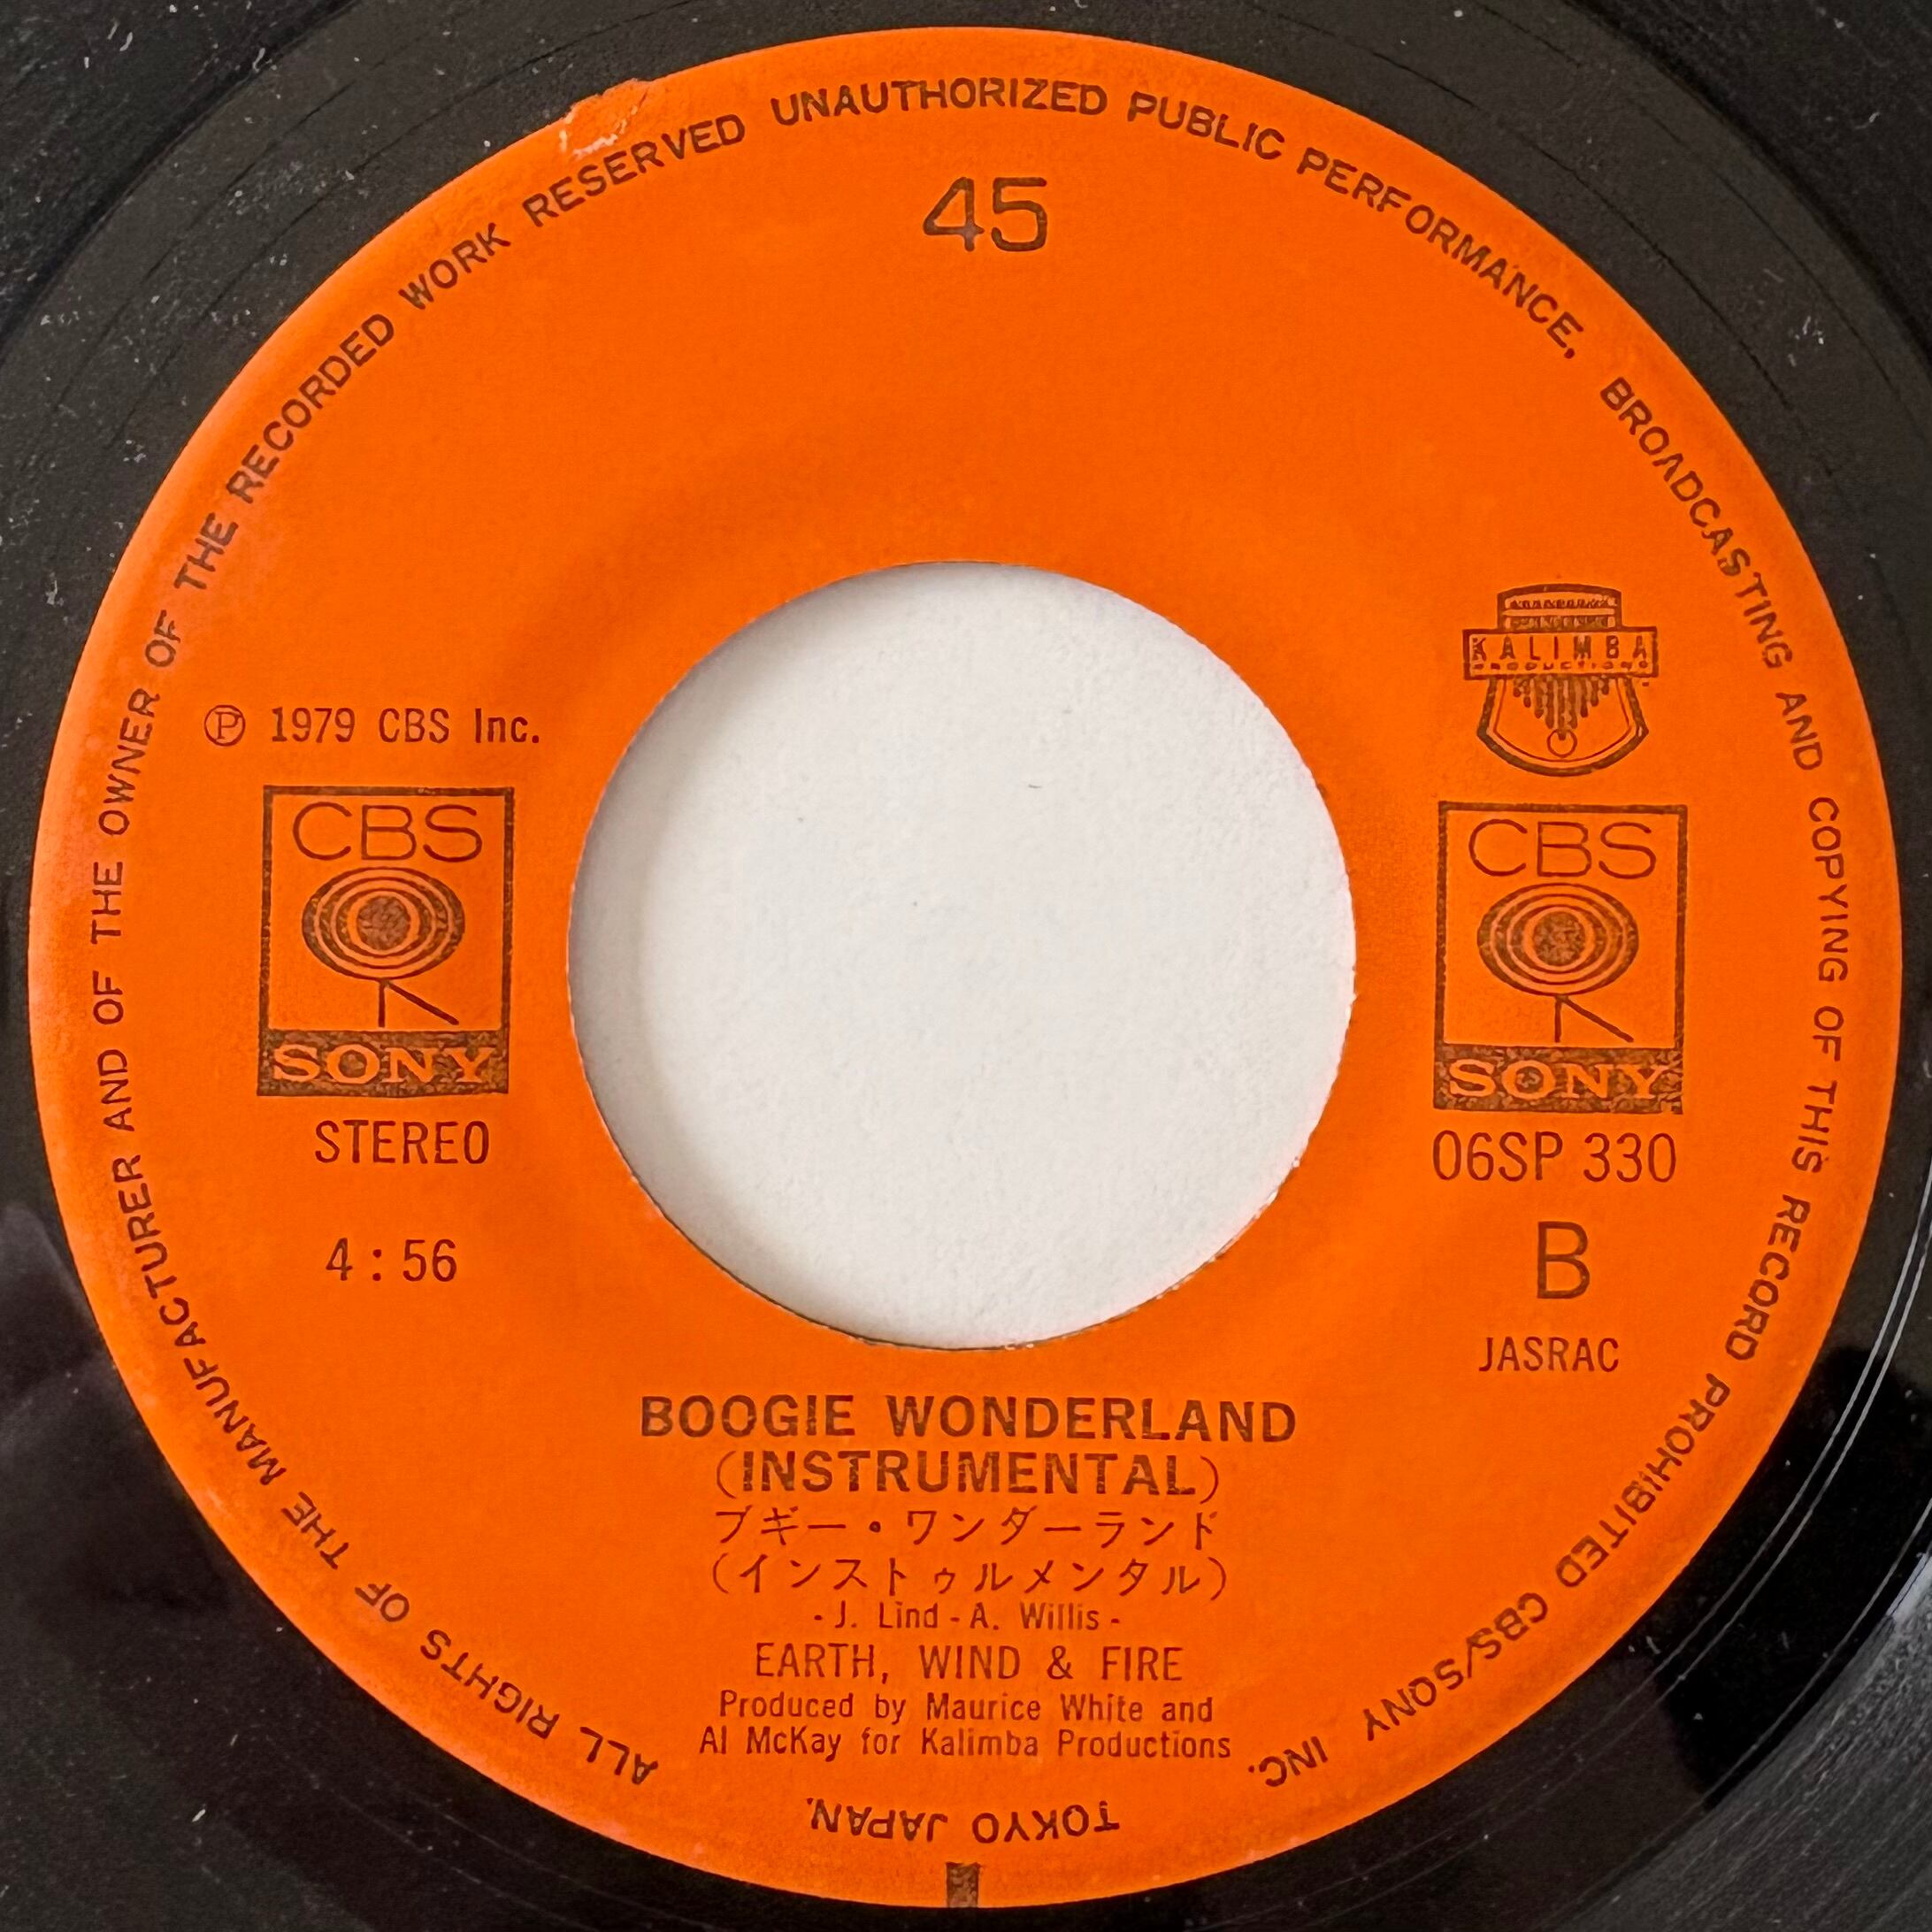 ALL RIGHTS OF THE MANUFACTURER AND OF THE OWNER OF THE RECORDED WORK RESERVED UNAUTHORIZED PUBLIC PERFORMANCE, BROADCASTING AND COPYING OF THIS RECORD PROHIBITED CBS/SONY INC.
TOKYO JAPAN.
45
℗ 1979 CBS Inc.
CBS
SONY
STEREO
4:56
KALIMBA
PRODUCTIONS
CBS
SONY
06SP 330
B
JASRAC
BOOGIE WONDERLAND
(INSTRUMENTAL)
ブギー・ワンダーランド
(インストゥルメンタル)
- J. Lind - A. Willis -
EARTH, WIND & FIRE
Produced by Maurice White and
Al McKay for Kalimba Productions